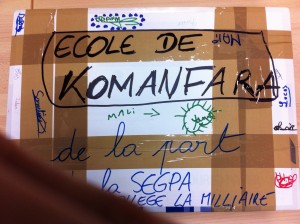 ECOLE DE
KOMANFARA
MALI
de la part
la SEGPA
COLLEGE LA MILLIAIRE